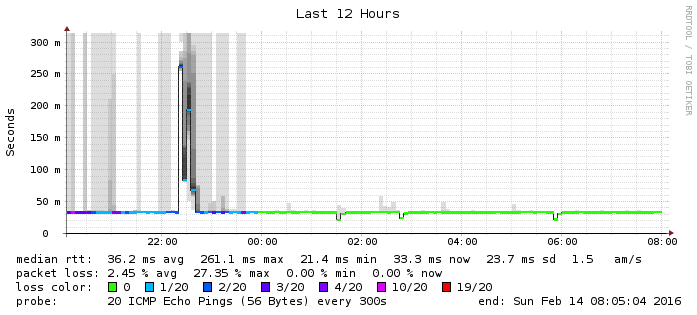 Last 12 Hours
RRDTOOL / TOBI OETIKER
Seconds
300 m
250 m
200 m
150 m
100 m
50 m
0
22:00 00:00 02:00 04:00 06:00 08:00
median rtt: 36.2 ms avg 261.1 ms max 21.4 ms min 33.3 ms now 23.7 ms sd 1.5 am/s
packet loss: 2.45 % avg 27.35 % max 0.00 % min 0.00 % now
loss color: 0 1/20 2/20 3/20 4/20 10/20 19/20
probe: 20 ICMP Echo Pings (56 Bytes) every 300s end: Sun Feb 14 08:05:04 2016